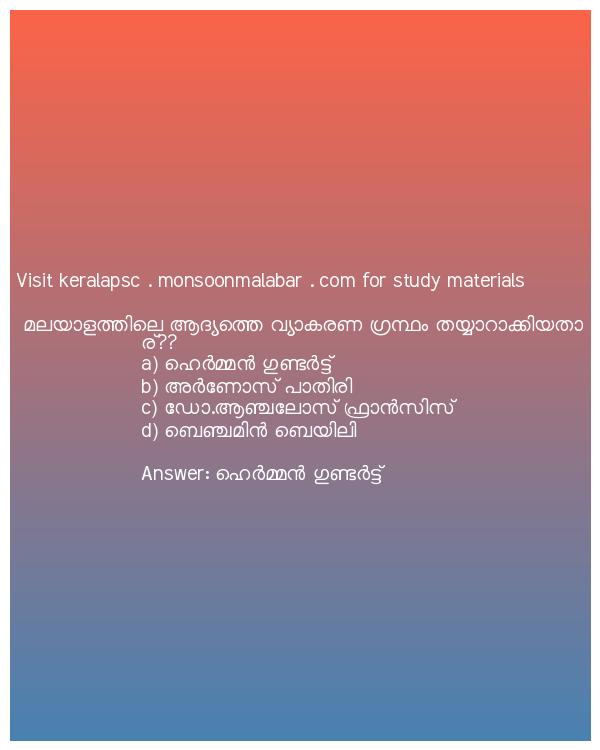 Visit keralapsc . monsoonmalabar . com for study materials
മലയാളത്തിലെ ആദ്യത്തെ വ്യാകരണ ഗ്രന്ഥം തയ്യാറാക്കിയതാ
ര്??
a) ഹെർമ്മൻ ഗുണ്ടർട്ട്
b) അർണോസ് പാതിരി
c) ഡോ.ആഞ്ചലോസ് ഫ്രാൻസിസ്
d) ബെഞ്ചമിൻ ബെയിലി
Answer: ഹെർമ്മൻ ഗുണ്ടർട്ട്